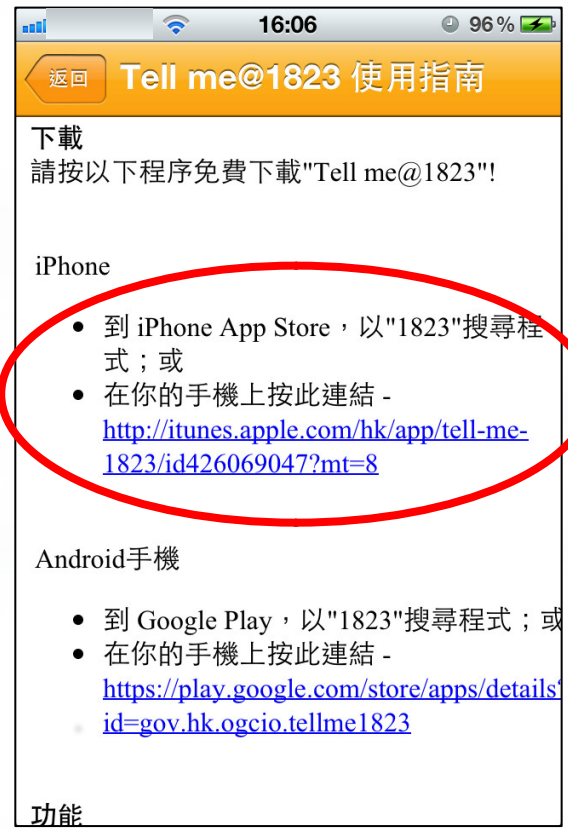 16:06
96%
返回
Tell me@1823 使用指南
下載
請按以下程序免費下載"Tell me@1823"!
iPhone
到 iPhone App Store，以"1823"搜尋程
式；或
在你的手機上按此連結 -
http://itunes.apple.com/hk/app/tell-me-
1823/id426069047?mt=8
Android手機
到 Google Play，以"1823"搜尋程式；或
在你的手機上按此連結 -
https://play.google.com/store/apps/details?
id=gov.hk.ogcio.tellme1823
功能